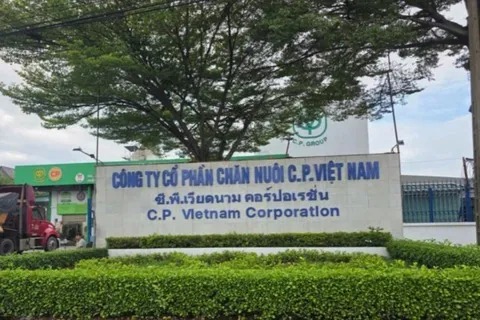 C.P. GROUP
CP
CÔNG TY CỔ PHẦN CHĂN NUÔI C.P. VIỆT NAM
ซี.พี.เวียดนาม คอร์ปอเรชั่น
C.P. Vietnam Corporation